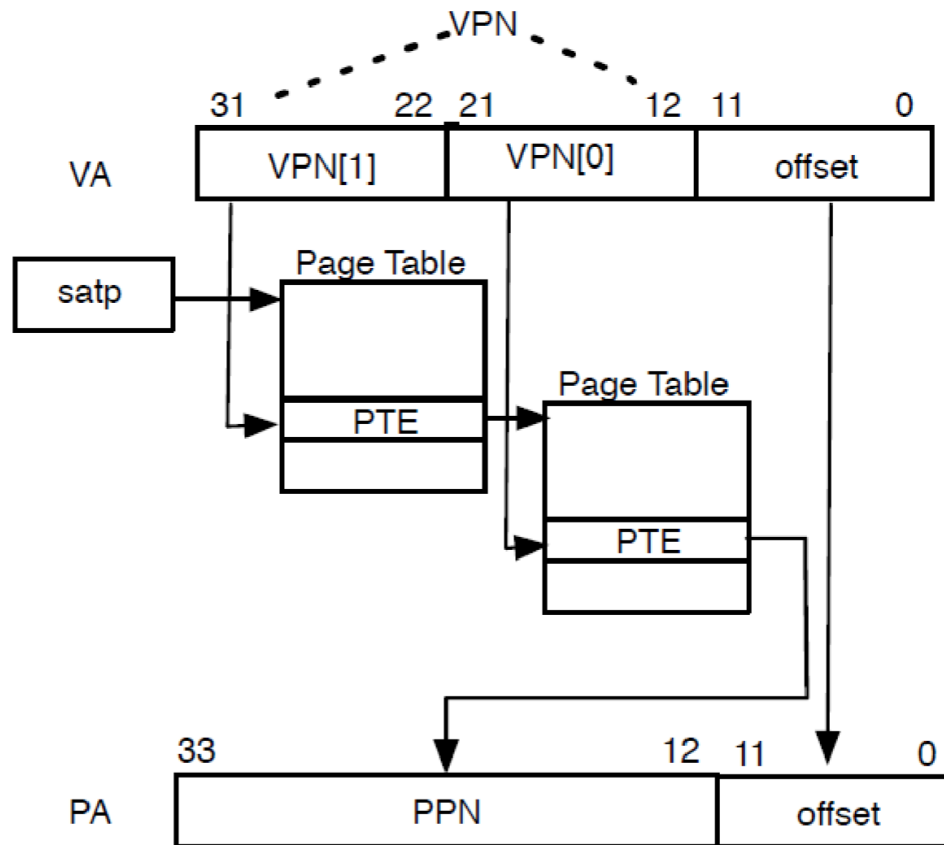 VPN
31 22 21 12 11 0
VA VPN[1] VPN[0] offset
Page Table
satp
Page Table
PTE
PTE
33 12 11 0
PA PPN offset